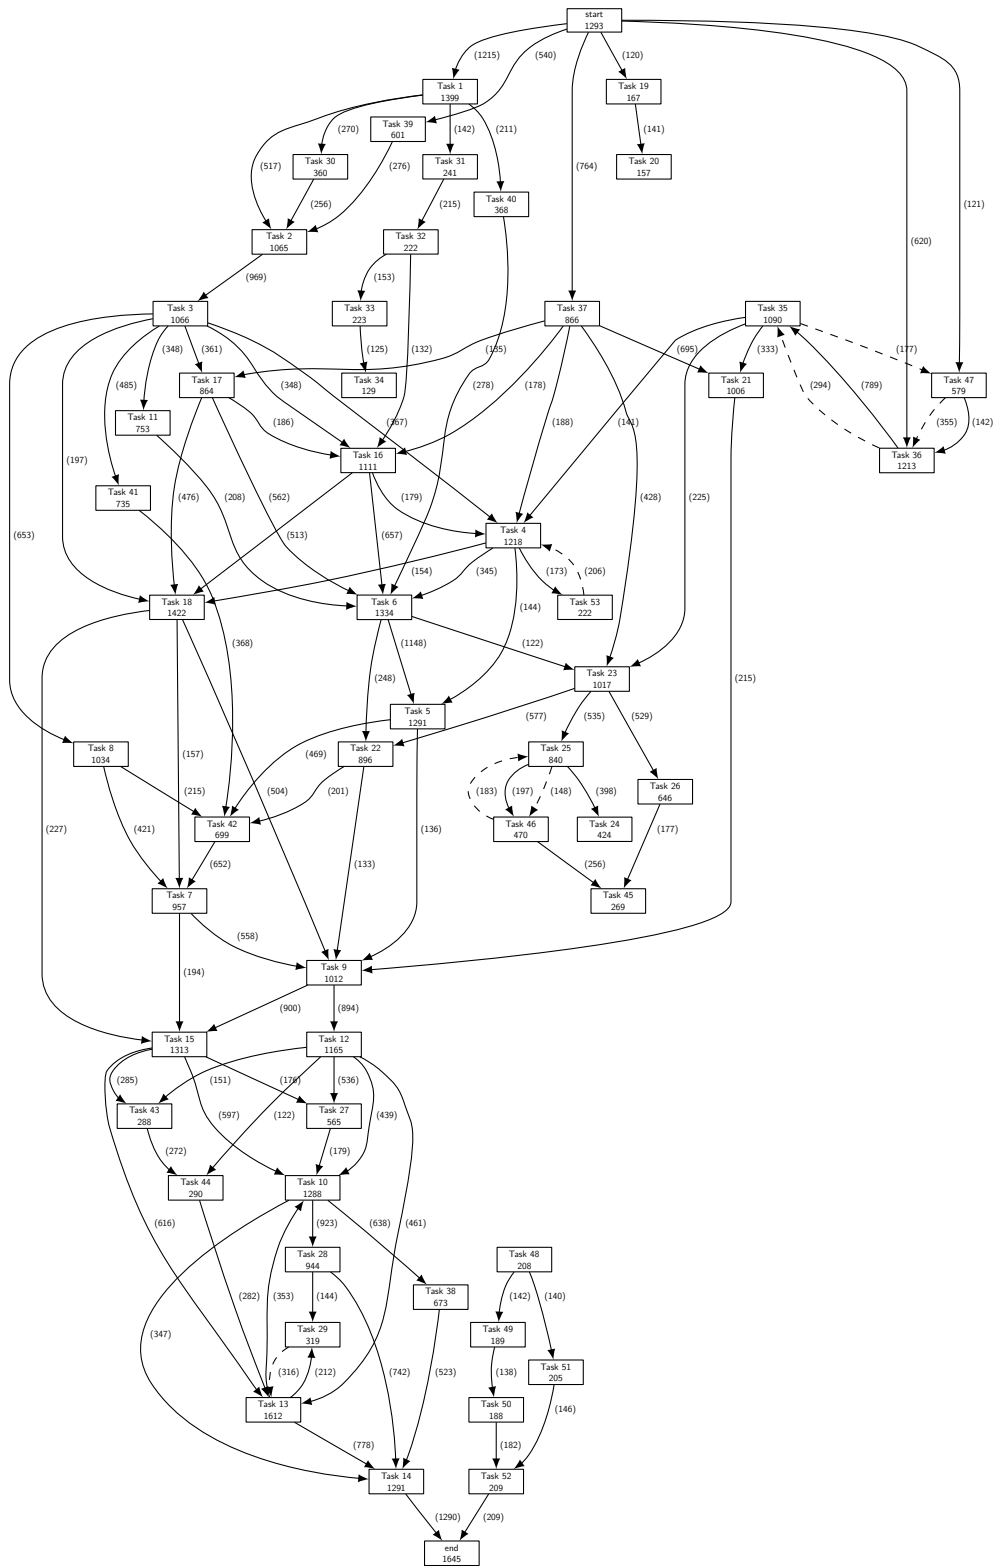 start
1293
(1215)
(540)
(120)
Task 1
1399
Task 19
167
Task 39
601
(270)
(142)
(211)
(141)
(517)
Task 30
360
(276)
Task 31
241
(764)
Task 20
157
Task 40
368
(121)
(256)
(215)
Task 2
1065
Task 32
222
(620)
(969)
(153)
Task 3
1066
Task 33
223
Task 37
866
Task 35
1090
(348)
(361)
(125)
(132)
(135)
(695)
(333)
(177)
(485)
Task 17
864
(348)
Task 34
129
(278)
(178)
Task 21
1006
(294)
(789)
Task 47
579
Task 11
753
(186)
(367)
(188)
(141)
(355)
(142)
(197)
Task 16
1111
Task 36
1213
Task 41
735
(476)
(208)
(562)
(179)
(428)
(225)
(653)
(513)
(657)
Task 4
1218
(154)
(345)
(173)
(206)
Task 18
1422
Task 6
1334
(144)
Task 53
222
(368)
(1148)
(122)
(248)
Task 23
1017
(215)
Task 5
1291
(577)
(535)
(529)
Task 8
1034
(157)
(469)
Task 22
896
Task 25
840
(215)
(504)
(201)
(183)
(197)
(148)
(398)
Task 26
646
(227)
(421)
Task 42
699
(136)
Task 46
470
Task 24
424
(177)
(652)
(133)
(256)
Task 7
957
Task 45
269
(558)
(194)
Task 9
1012
(900)
(894)
Task 15
1313
Task 12
1165
(285)
(151)
(176)
(536)
Task 43
288
(597)
(122)
Task 27
565
(439)
(272)
(179)
Task 44
290
Task 10
1288
(616)
(923)
(638)
(461)
Task 28
944
Task 48
208
(282)
(353)
(144)
Task 38
673
(142)
(140)
(347)
Task 29
319
Task 49
189
(316)
(212)
(742)
(523)
(138)
Task 51
205
Task 13
1612
Task 50
188
(146)
(778)
(182)
Task 14
1291
Task 52
209
(1290)
(209)
end
1645